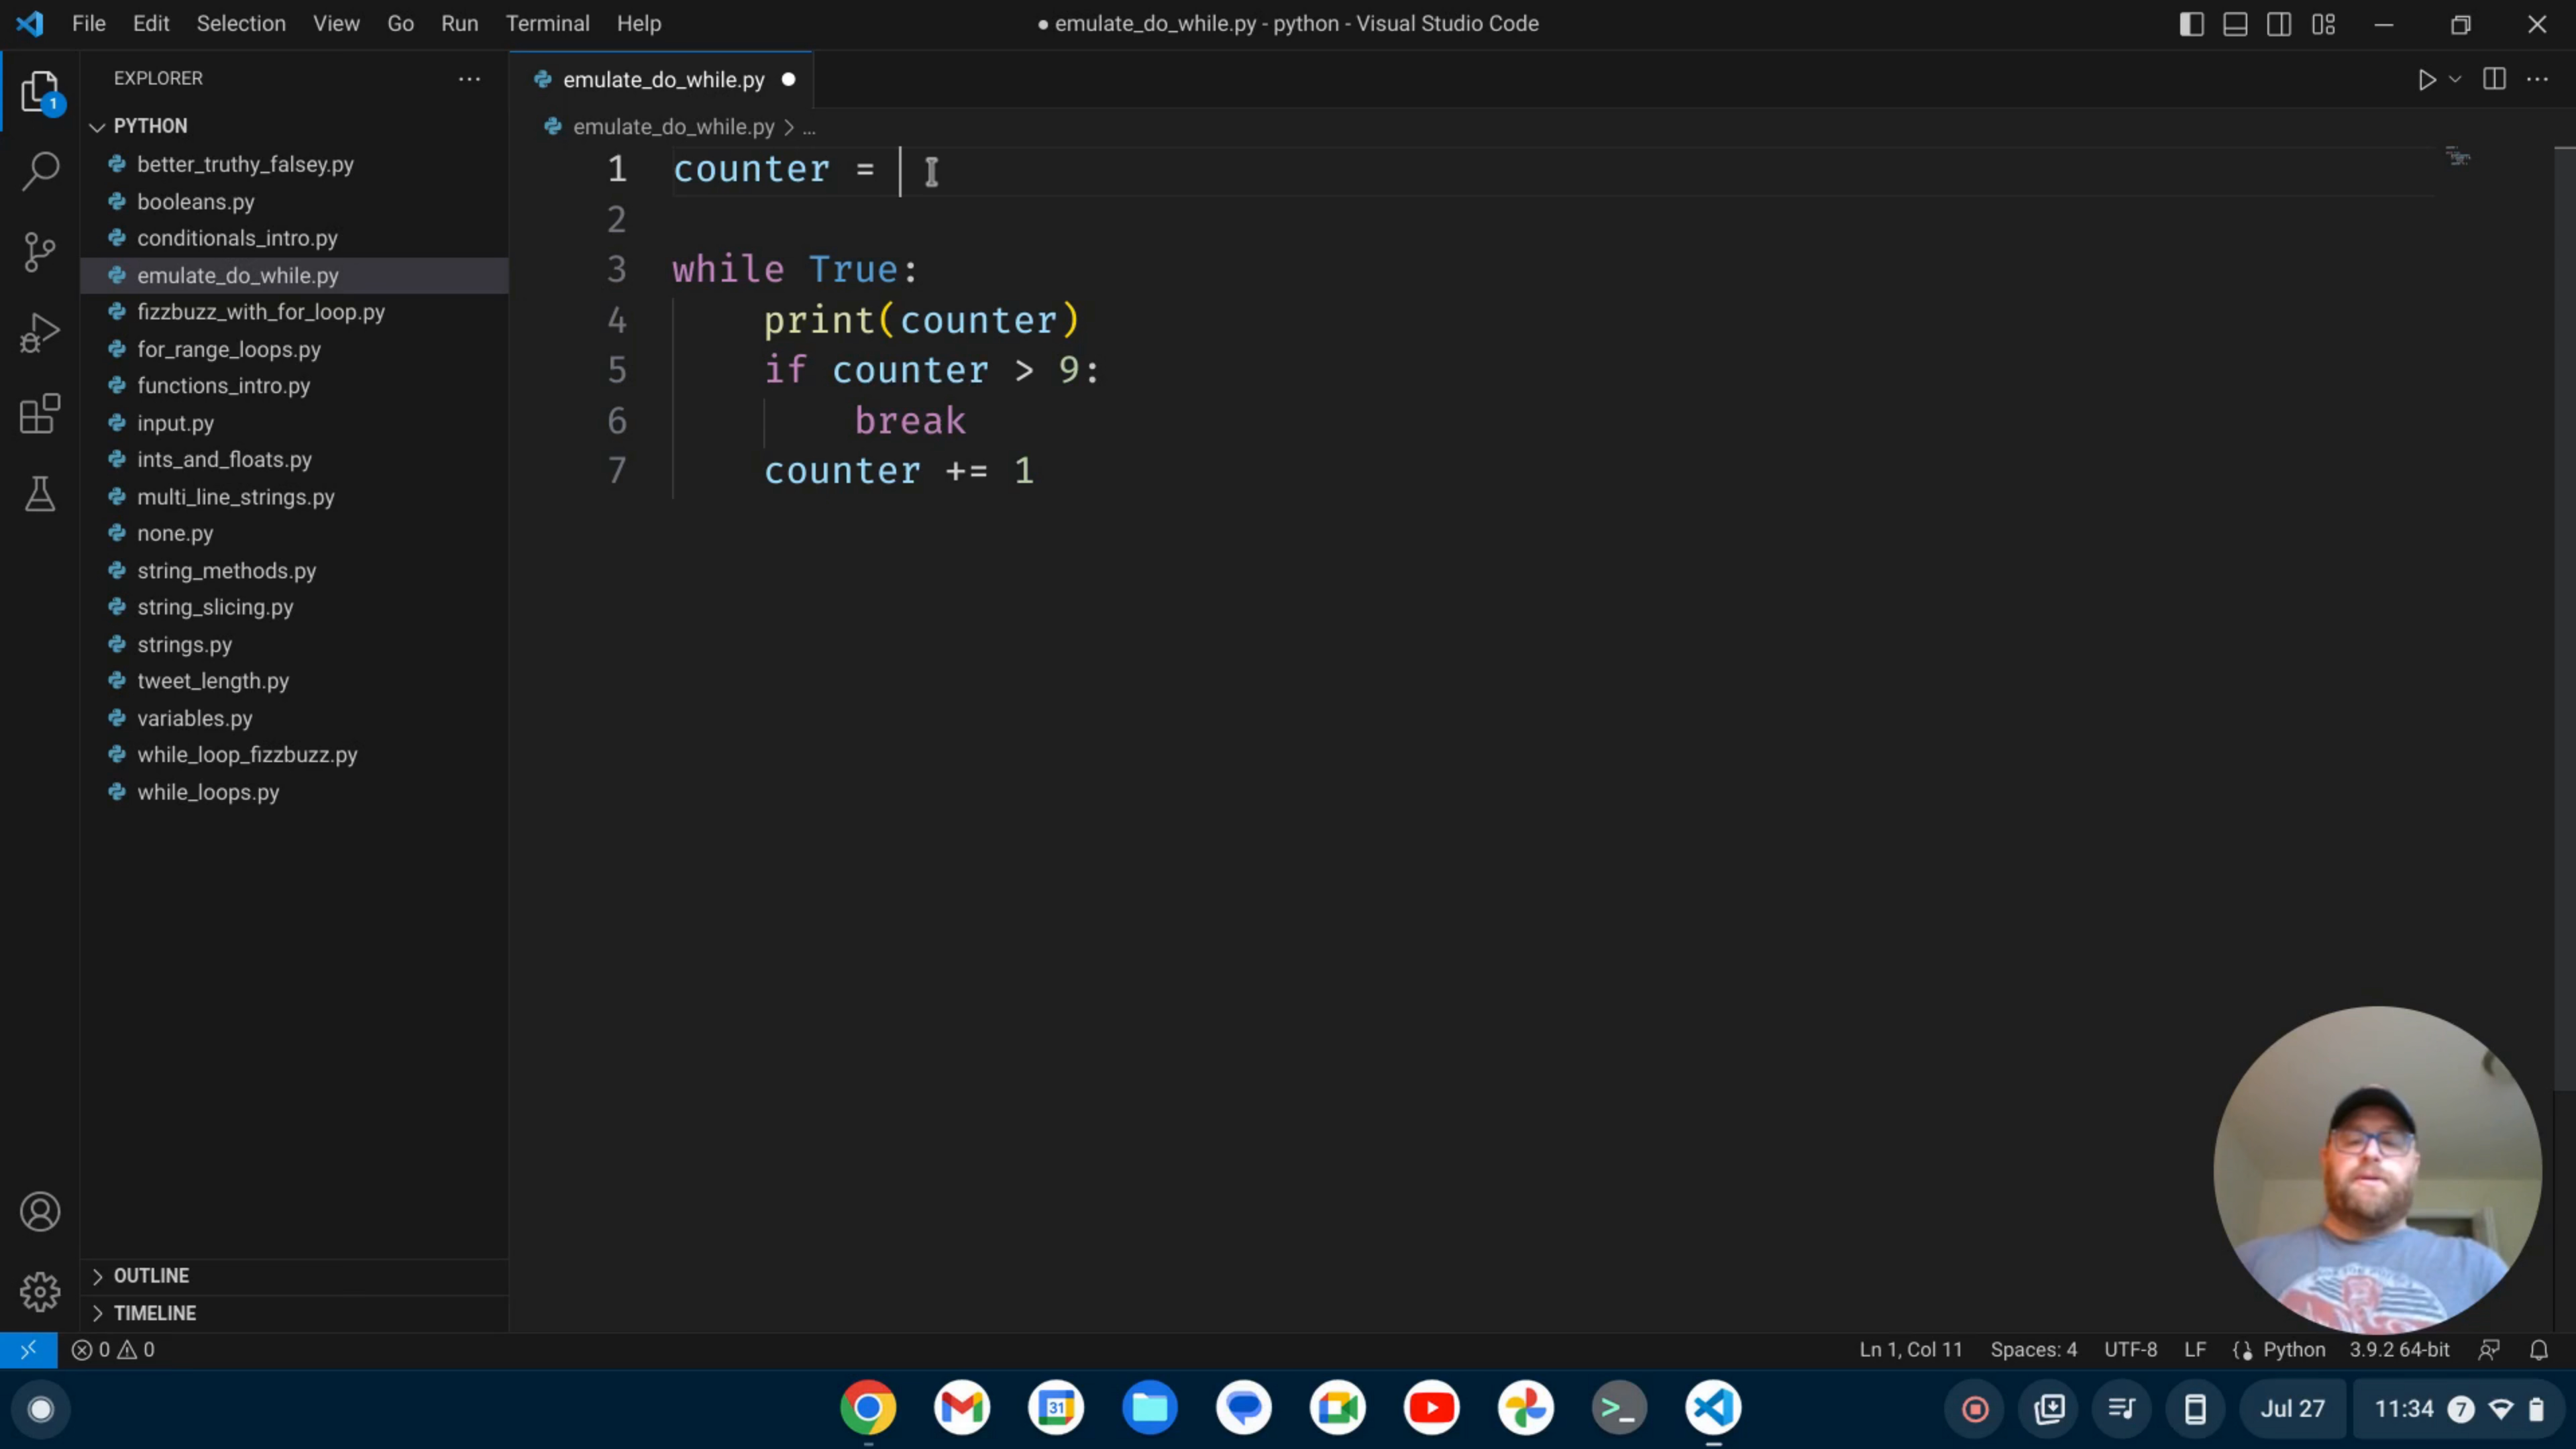 File Edit Selection View Go Run Terminal Help
● emulate_do_while.py - python - Visual Studio Code
EXPLORER
1
PYTHON
better_truthy_falsey.py
booleans.py
conditionals_intro.py
emulate_do_while.py
fizzbuzz_with_for_loop.py
for_range_loops.py
functions_intro.py
input.py
ints_and_floats.py
multi_line_strings.py
none.py
string_methods.py
string_slicing.py
strings.py
tweet_length.py
variables.py
while_loop_fizzbuzz.py
while_loops.py
OUTLINE
TIMELINE
emulate_do_while.py
emulate_do_while.py > ...
1 counter =
2
3 while True:
4 print(counter)
5 if counter > 9:
6 break
7 counter += 1
0 0
Ln 1, Col 11 Spaces: 4 UTF-8 LF Python 3.9.2 64-bit
31
Jul 27
11:34 7